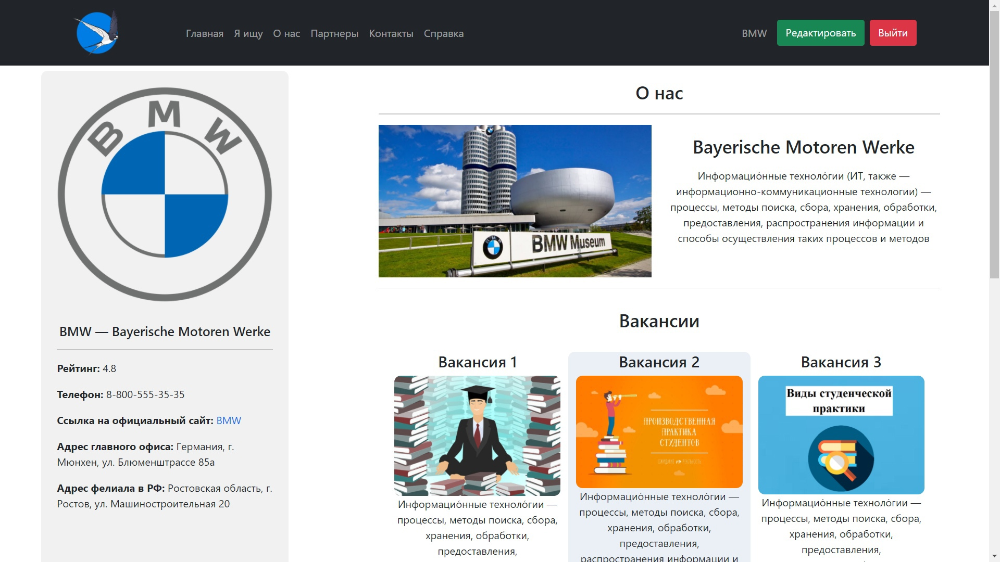 Главная Я ищу О нас Партнеры Контакты Справка BMW Редактировать Выйти
BMW
BMW — Bayerische Motoren Werke
Рейтинг: 4.8
Телефон: 8-800-555-35-35
Ссылка на официальный сайт: BMW
Адрес главного офиса: Германия, г.
Мюнхен, ул. Блюменштрассе 85а
Адрес фелиала в РФ: Ростовская область, г.
Ростов, ул. Машиностроительная 20
О нас
BMW Museum
Bayerische Motoren Werke
Информацио́нные техноло́гии (ИТ, также —
информационно-коммуникационные технологии) —
процессы, методы поиска, сбора, хранения, обработки,
предоставления, распространения информации и
способы осуществления таких процессов и методов
Вакансии
Вакансия 1
Информацио́нные техноло́гии —
процессы, методы поиска, сбора,
хранения, обработки,
предоставления,
Вакансия 2
ПРОИЗВОДСТВЕННАЯ
ПРАКТИКА
СТУДЕНТОВ
ОЖИДАНИЕ VS РЕАЛЬНОСТЬ
Информацио́нные техноло́гии —
процессы, методы поиска, сбора,
хранения, обработки,
предоставления,
распространения информации и
Вакансия 3
Виды студенческой
практики
Информацио́нные техноло́гии —
процессы, методы поиска, сбора,
хранения, обработки,
предоставления,